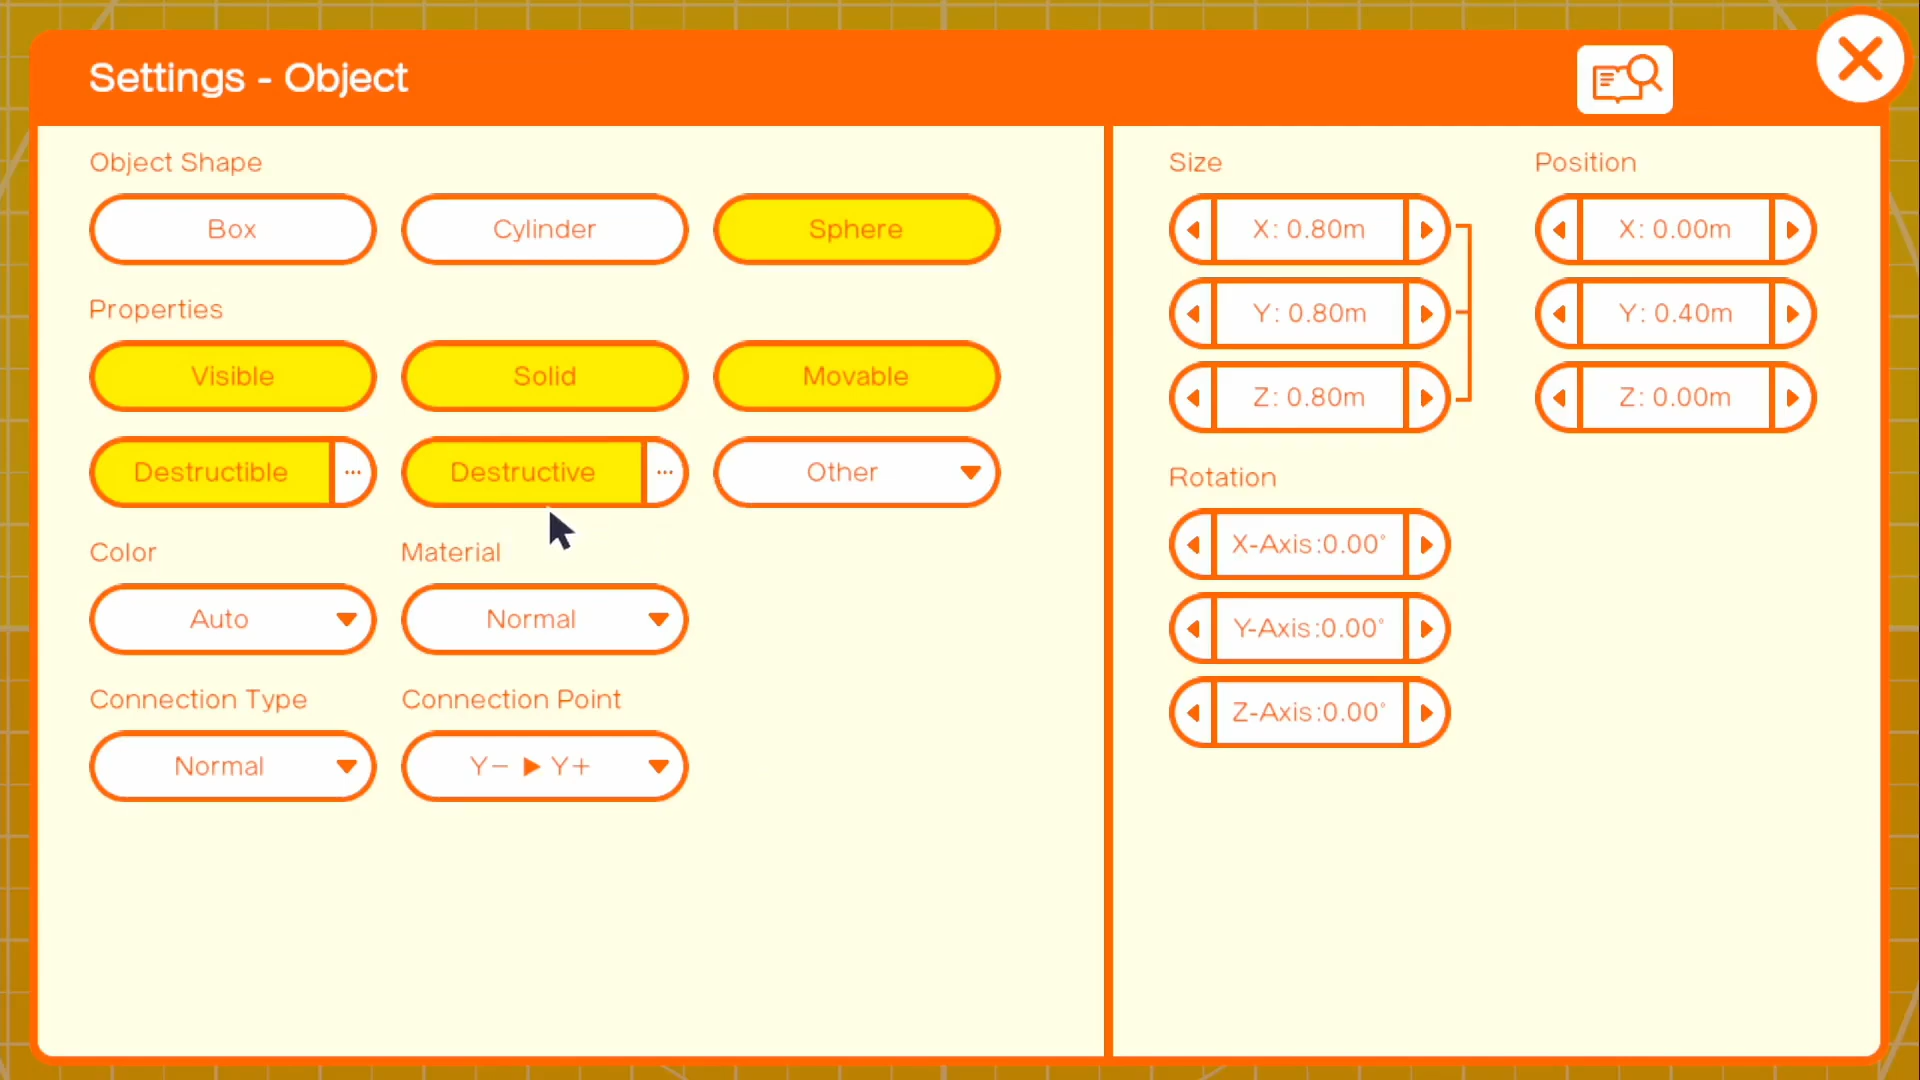 Settings - Object
Object Shape
Box
Cylinder
Sphere
Properties
Visible
Solid
Movable
Destructible
...
Destructive
...
Other
Color
Material
Auto
Normal
Connection Type
Connection Point
Normal
Y− ▶ Y+
Size
Position
X: 0.80m
X: 0.00m
Y: 0.80m
Y: 0.40m
Z: 0.80m
Z: 0.00m
Rotation
X-Axis:0.00°
Y-Axis:0.00°
Z-Axis:0.00°